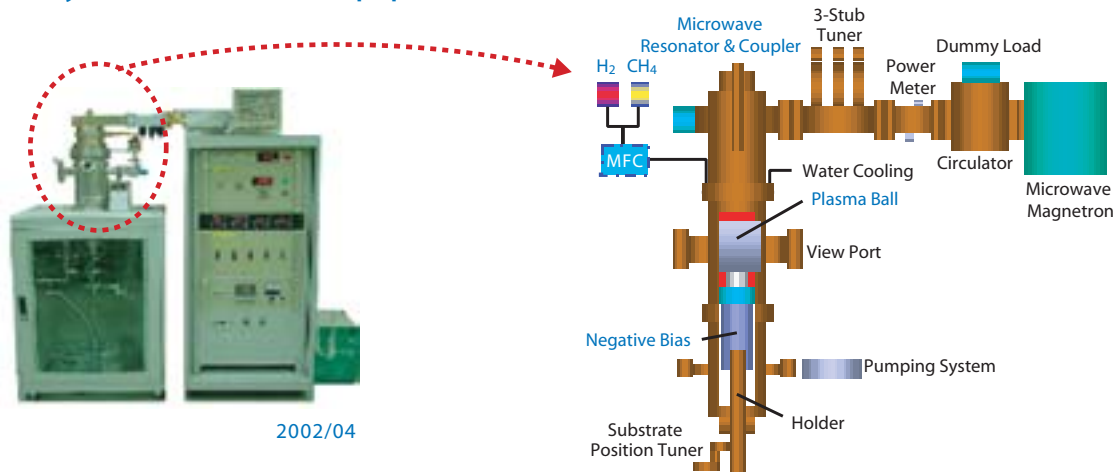 3-Stub
Tuner
Microwave
Resonator & Coupler
Dummy Load
H₂ CH₄
Power
Meter
MFC
Circulator
Water Cooling
Microwave
Magnetron
Plasma Ball
View Port
Negative Bias
Pumping System
Holder
Substrate
Position Tuner
2002/04